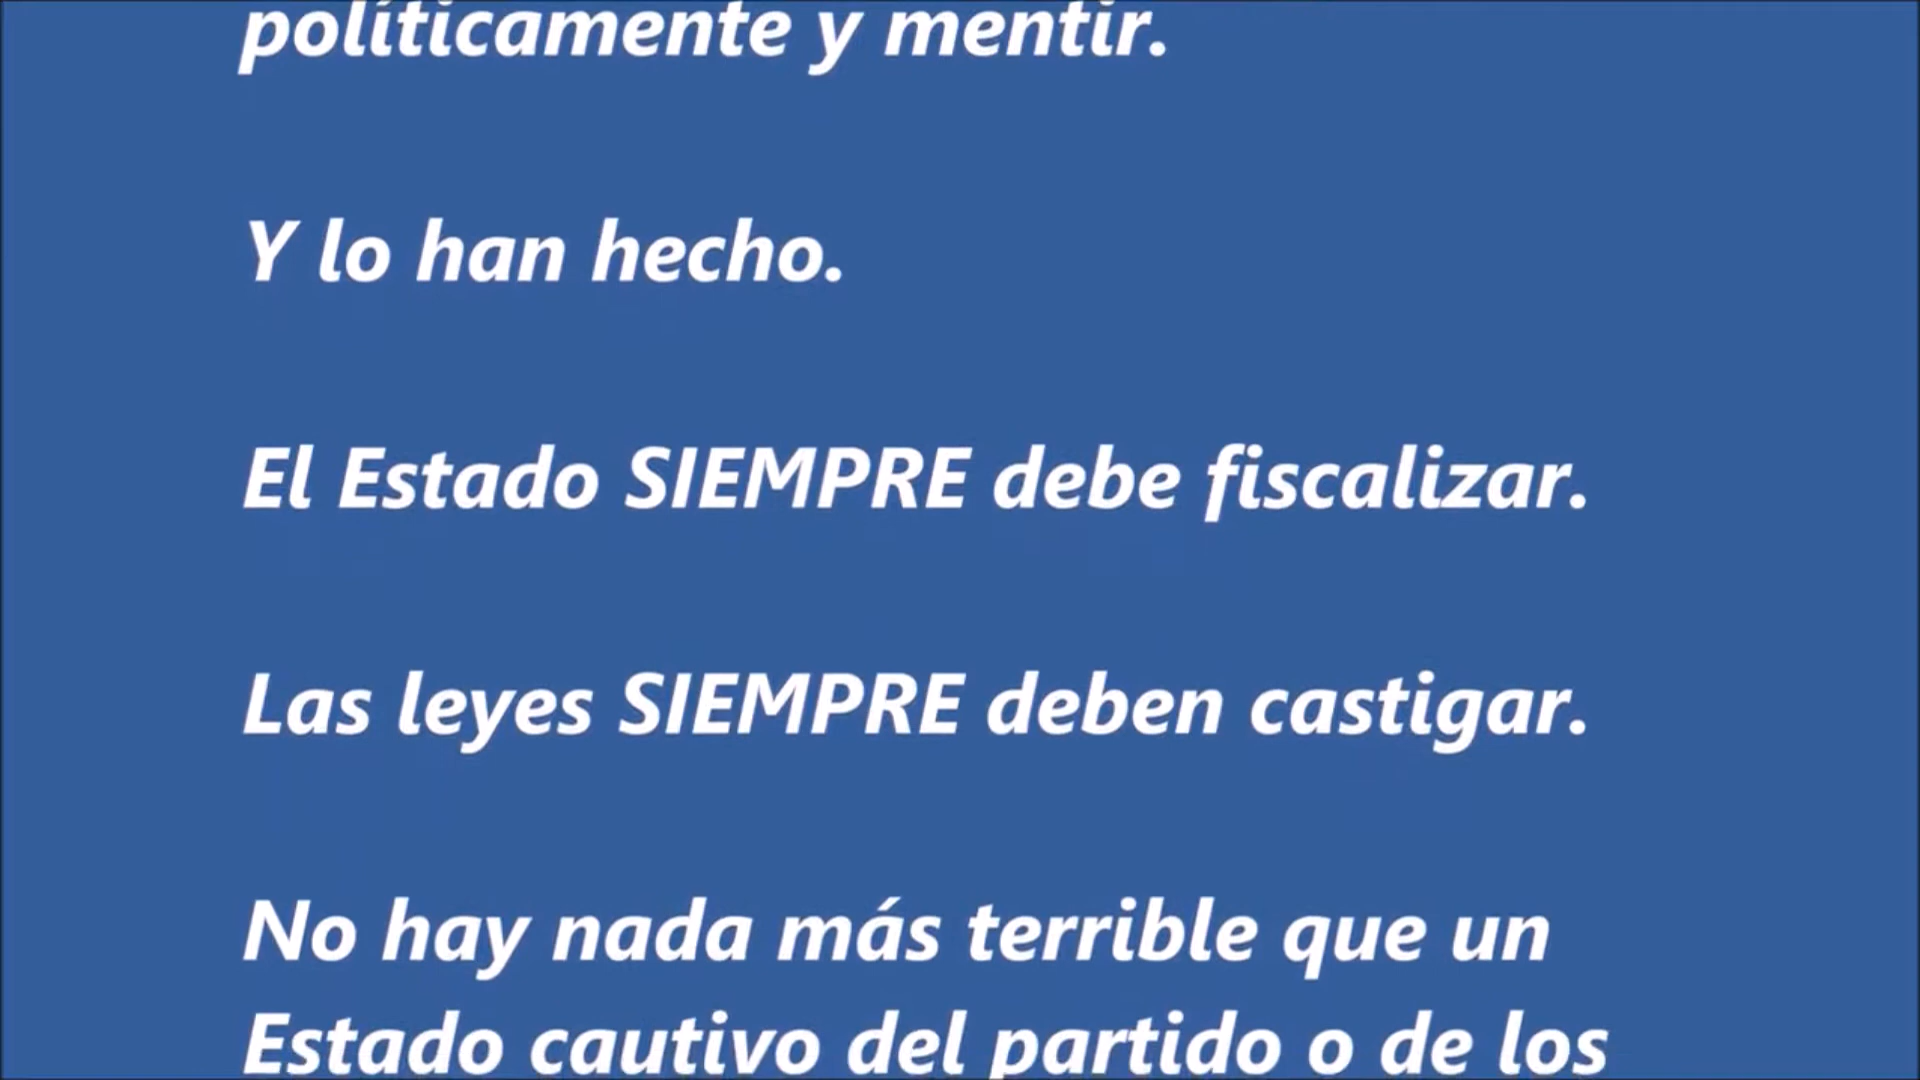 políticamente y mentir.
Y lo han hecho.
El Estado SIEMPRE debe fiscalizar.
Las leyes SIEMPRE deben castigar.
No hay nada más terrible que un
Estado cautivo del partido o de los